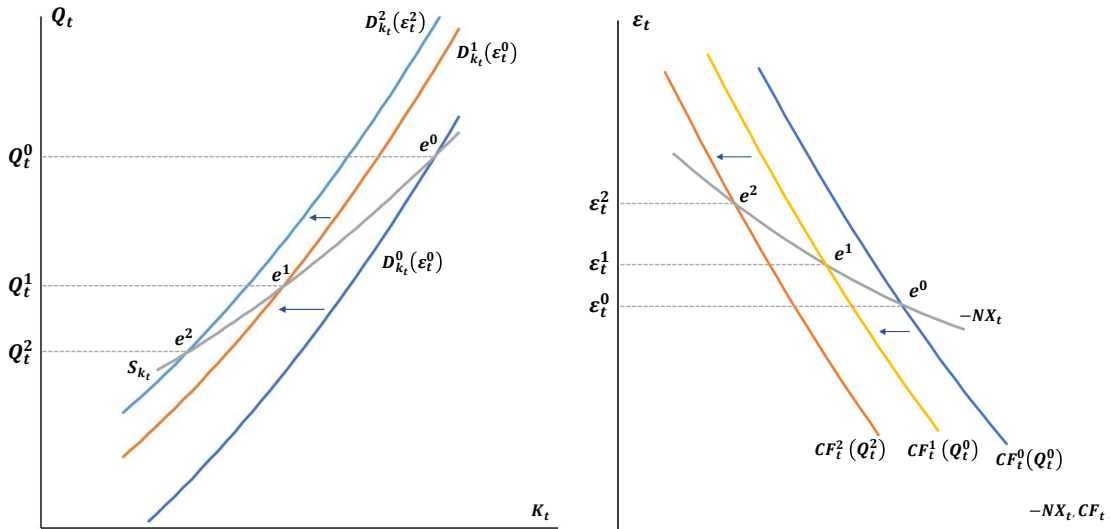 Q_t
D^2_{k_t}(ε^2_t)
D^1_{k_t}(ε^0_t)
Q^0_t
e^0
D^0_{k_t}(ε^0_t)
Q^1_t
e^1
Q^2_t
e^2
S_{k_t}
K_t
ε_t
ε^2_t
e^2
ε^1_t
e^1
ε^0_t
e^0
−NX_t
CF^2_t (Q^2_t)
CF^1_t (Q^0_t)
CF^0_t(Q^0_t)
−NX_t, CF_t